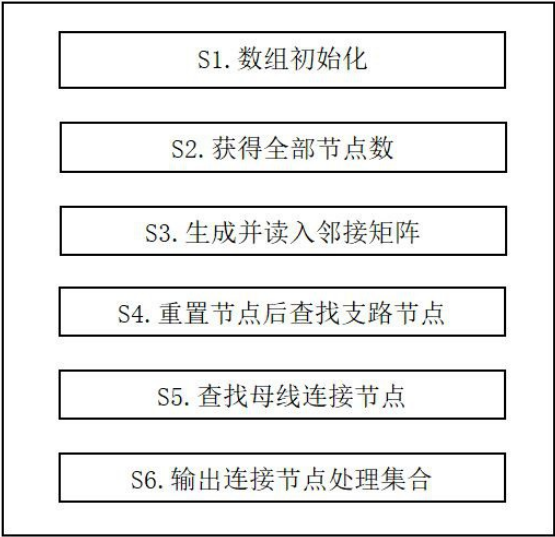 S1.数组初始化
S2.获得全部节点数
S3.生成并读入邻接矩阵
S4.重置节点后查找支路节点
S5.查找母线连接节点
S6.输出连接节点处理集合